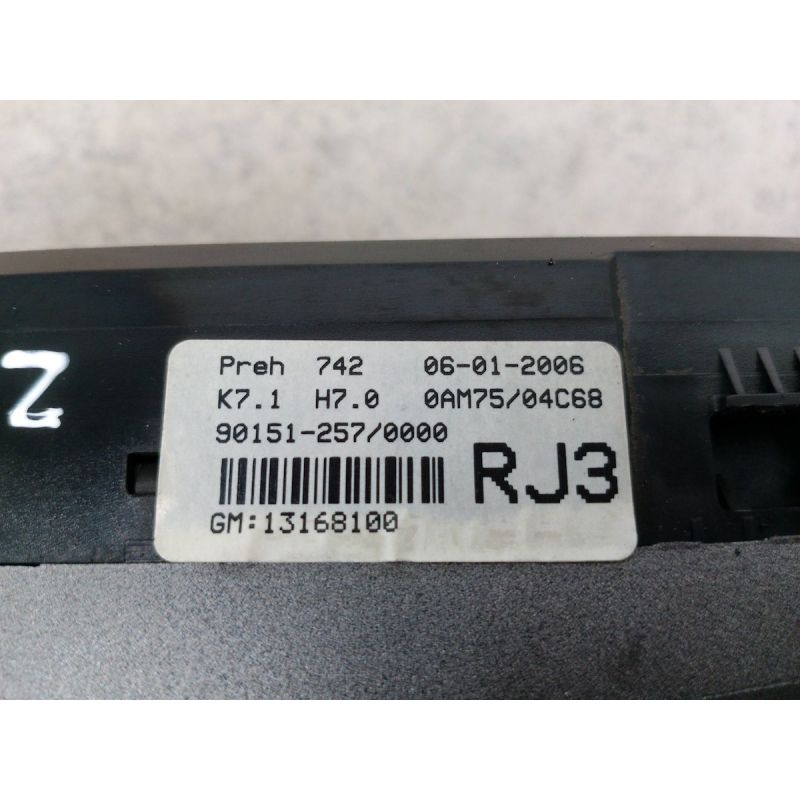 Preh 742 06-01-2006
K7.1 H7.0 0AM75/04C68
90151-257/0000
RJ3
GM:13168100
Z